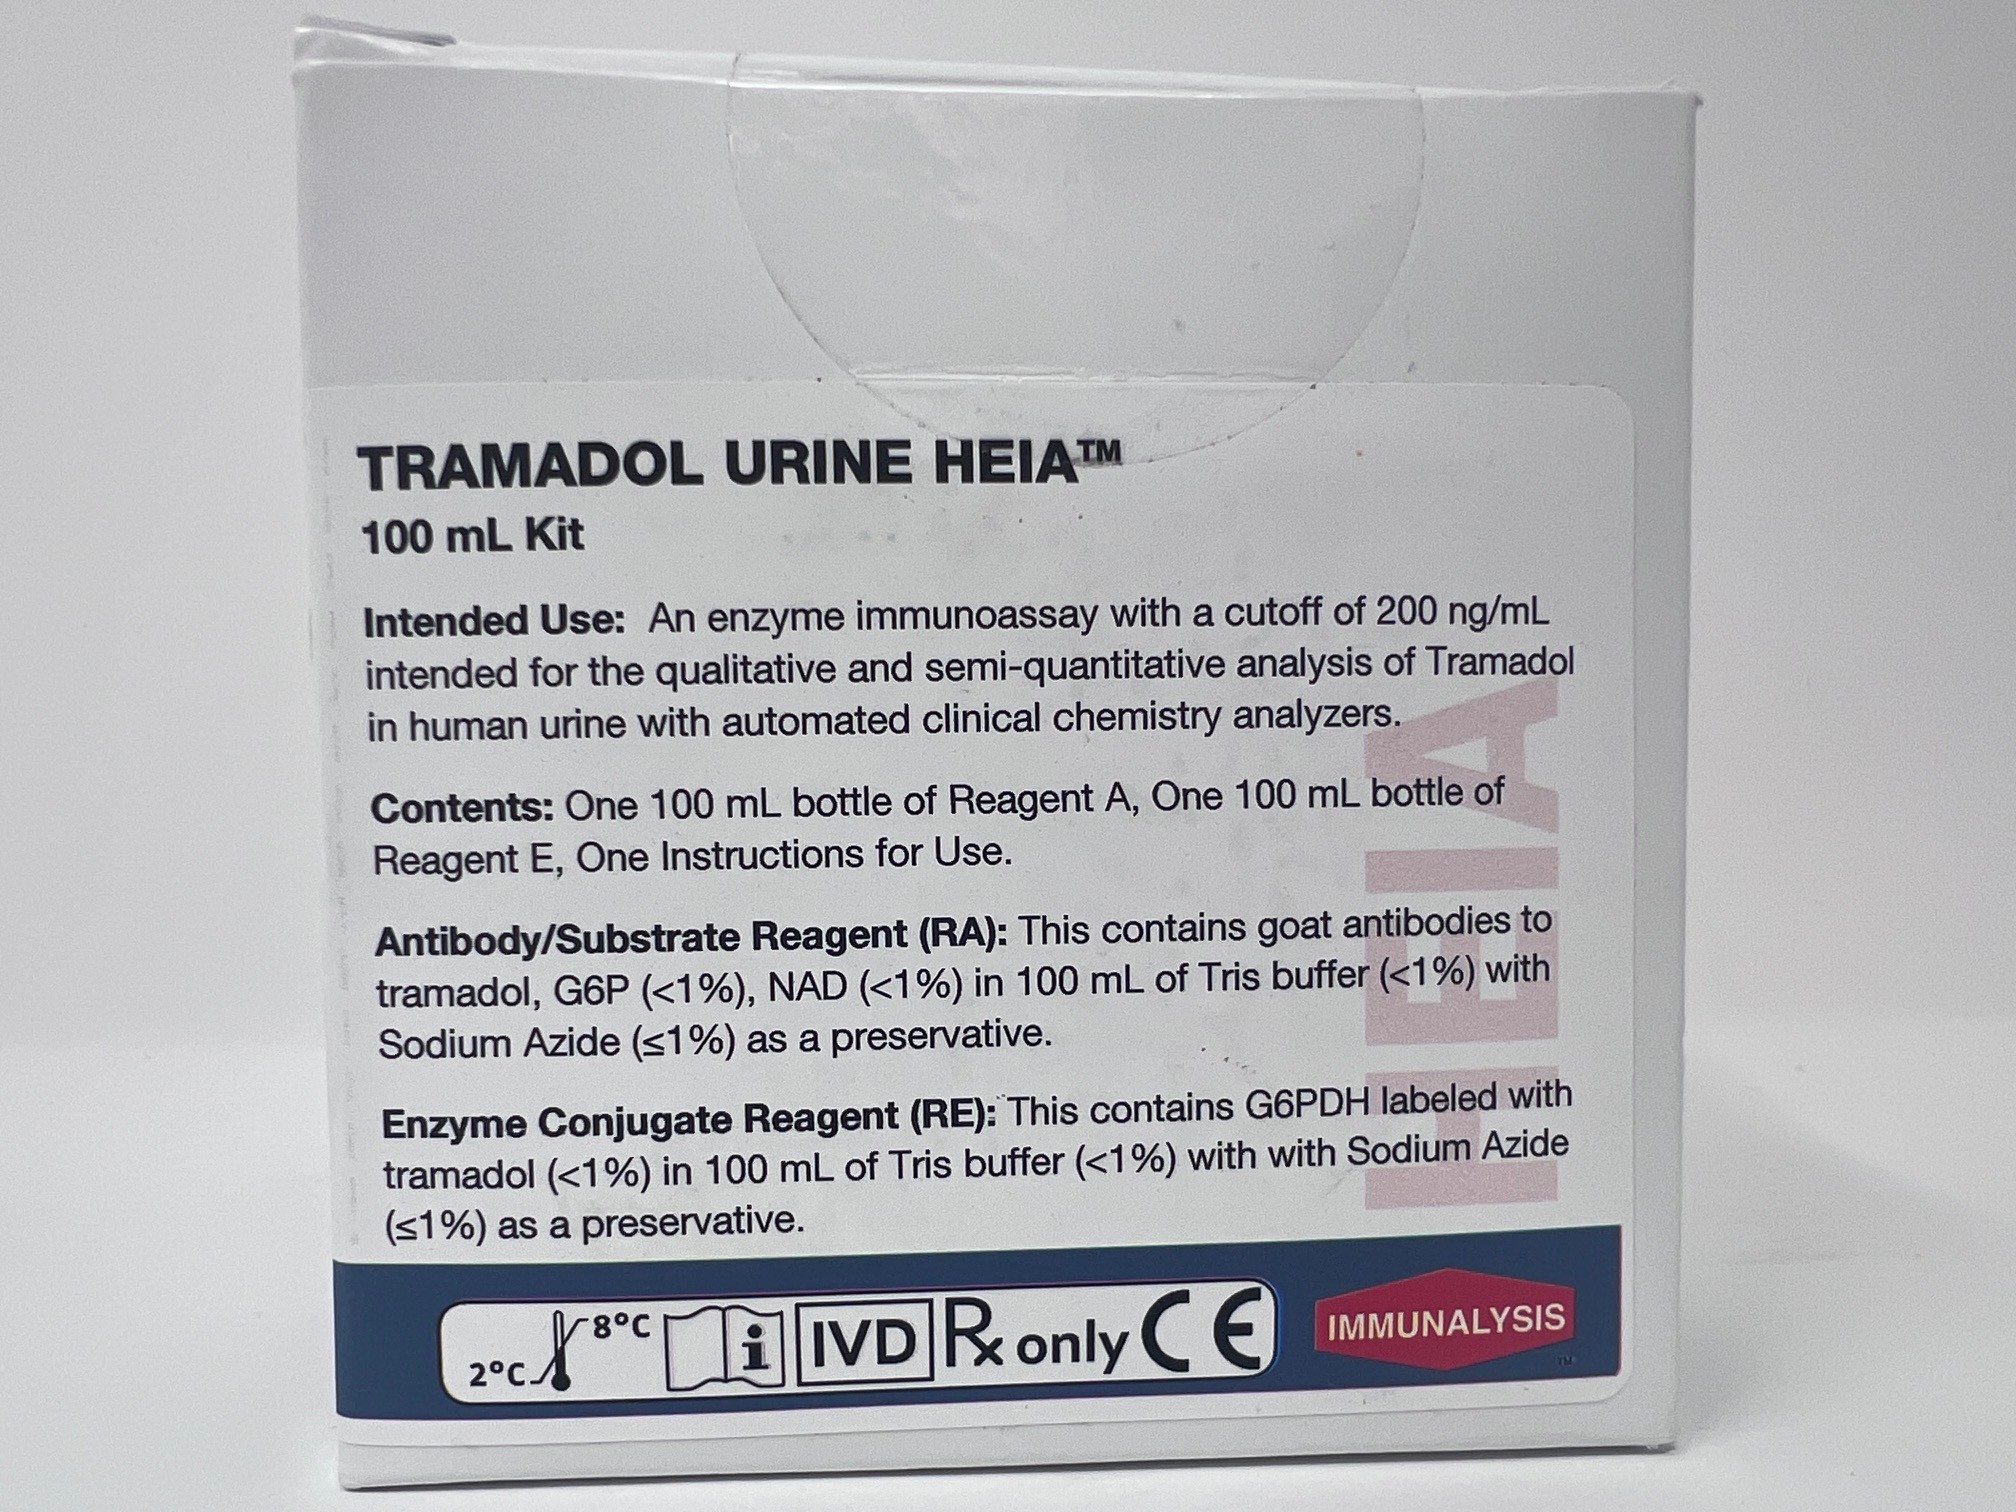 TRAMADOL URINE HEIA™
100 mL Kit
Intended Use: An enzyme immunoassay with a cutoff of 200 ng/mL
intended for the qualitative and semi-quantitative analysis of Tramadol
in human urine with automated clinical chemistry analyzers.
Contents: One 100 mL bottle of Reagent A, One 100 mL bottle of
Reagent E, One Instructions for Use.
Antibody/Substrate Reagent (RA): This contains goat antibodies to
tramadol, G6P (<1%), NAD (<1%) in 100 mL of Tris buffer (<1%) with
Sodium Azide (≤1%) as a preservative.
Enzyme Conjugate Reagent (RE): This contains G6PDH labeled with
tramadol (<1%) in 100 mL of Tris buffer (<1%) with with Sodium Azide
(≤1%) as a preservative.
HEIA
2°C 8°C i IVD Rx only CE
IMMUNALYSIS™